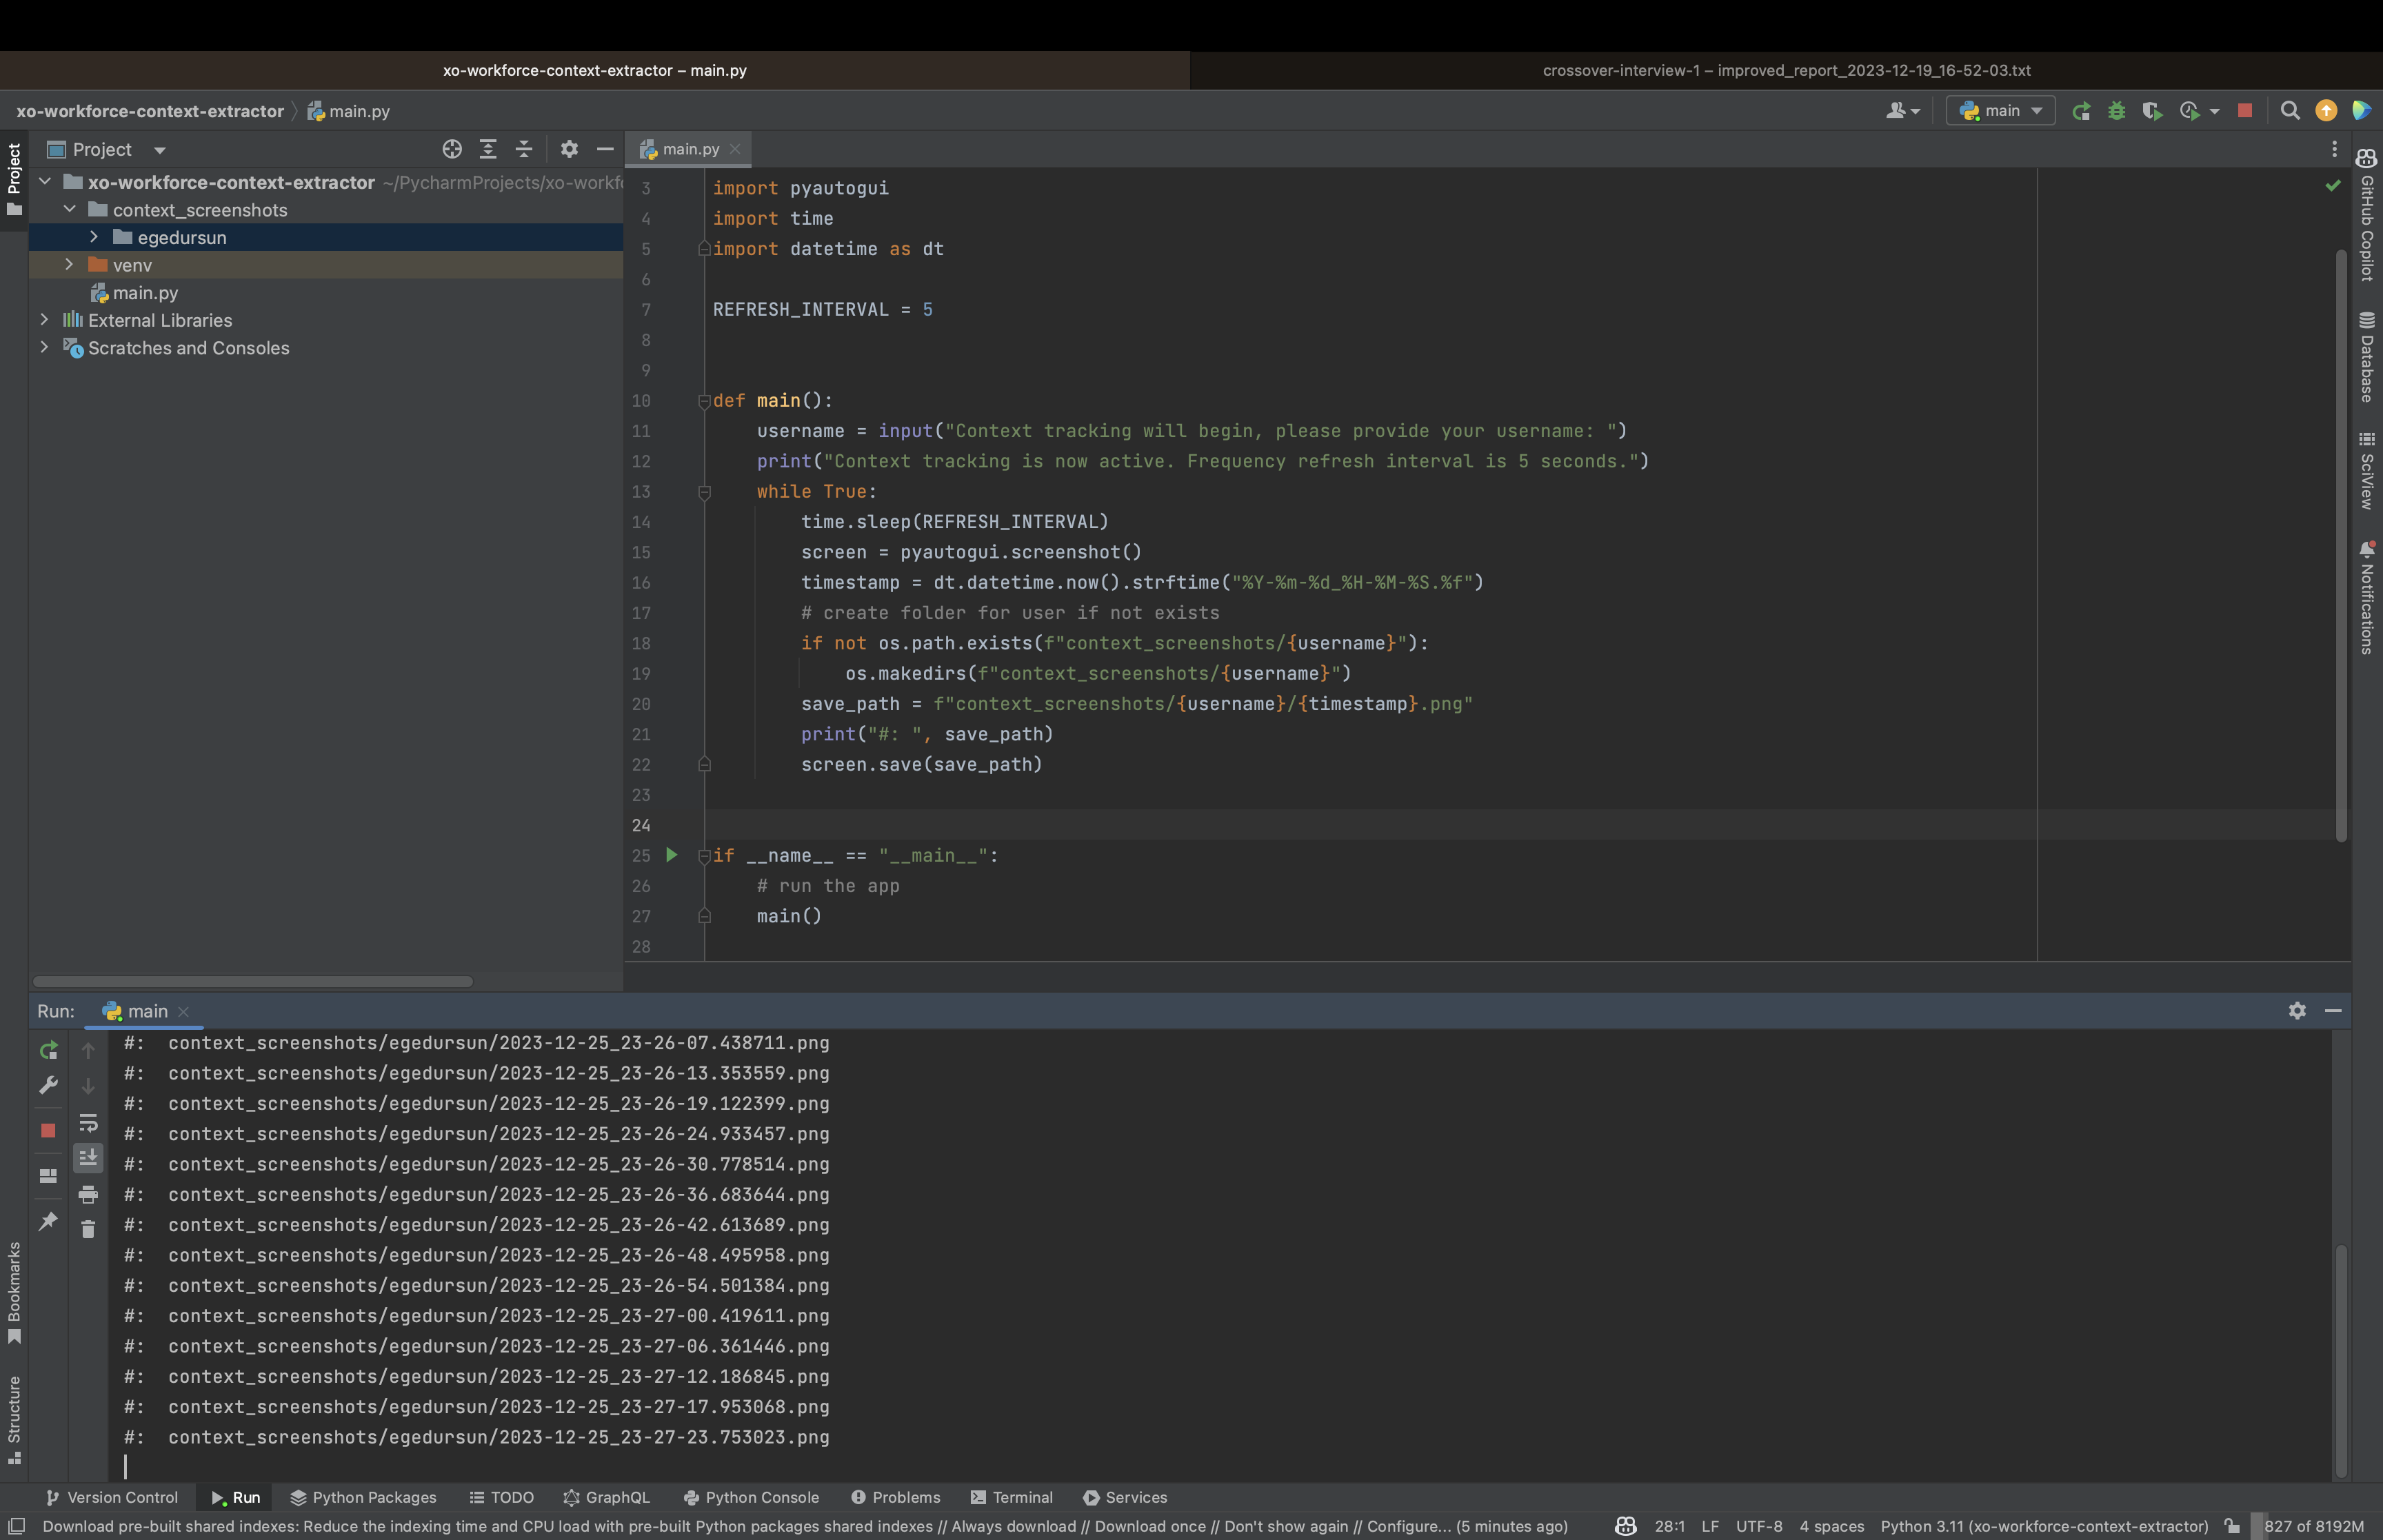 xo-workforce-context-extractor – main.py
crossover-interview-1 – improved_report_2023-12-19_16-52-03.txt
xo-workforce-context-extractor main.py
main
Project
Project
xo-workforce-context-extractor ~/PycharmProjects/xo-workf
context_screenshots
egedursun
venv
main.py
External Libraries
Scratches and Consoles
main.py
3 import pyautogui
4 import time
5 import datetime as dt
6
7 REFRESH_INTERVAL = 5
8
9
10 def main():
11 username = input("Context tracking will begin, please provide your username: ")
12 print("Context tracking is now active. Frequency refresh interval is 5 seconds.")
13 while True:
14 time.sleep(REFRESH_INTERVAL)
15 screen = pyautogui.screenshot()
16 timestamp = dt.datetime.now().strftime("%Y-%m-%d_%H-%M-%S.%f")
17 # create folder for user if not exists
18 if not os.path.exists(f"context_screenshots/{username}"):
19 os.makedirs(f"context_screenshots/{username}")
20 save_path = f"context_screenshots/{username}/{timestamp}.png"
21 print("#: ", save_path)
22 screen.save(save_path)
23
24
25 if __name__ == "__main__":
26 # run the app
27 main()
28
GitHub Copilot
Database
SciView
Notifications
Run: main
#: context_screenshots/egedursun/2023-12-25_23-26-07.438711.png
#: context_screenshots/egedursun/2023-12-25_23-26-13.353559.png
#: context_screenshots/egedursun/2023-12-25_23-26-19.122399.png
#: context_screenshots/egedursun/2023-12-25_23-26-24.933457.png
#: context_screenshots/egedursun/2023-12-25_23-26-30.778514.png
#: context_screenshots/egedursun/2023-12-25_23-26-36.683644.png
#: context_screenshots/egedursun/2023-12-25_23-26-42.613689.png
#: context_screenshots/egedursun/2023-12-25_23-26-48.495958.png
#: context_screenshots/egedursun/2023-12-25_23-26-54.501384.png
#: context_screenshots/egedursun/2023-12-25_23-27-00.419611.png
#: context_screenshots/egedursun/2023-12-25_23-27-06.361446.png
#: context_screenshots/egedursun/2023-12-25_23-27-12.186845.png
#: context_screenshots/egedursun/2023-12-25_23-27-17.953068.png
#: context_screenshots/egedursun/2023-12-25_23-27-23.753023.png
Bookmarks
Structure
Version Control Run Python Packages TODO GraphQL Python Console Problems Terminal Services
Download pre-built shared indexes: Reduce the indexing time and CPU load with pre-built Python packages shared indexes // Always download // Download once // Don't show again // Configure... (5 minutes ago) 28:1 LF UTF-8 4 spaces Python 3.11 (xo-workforce-context-extractor) 827 of 8192M